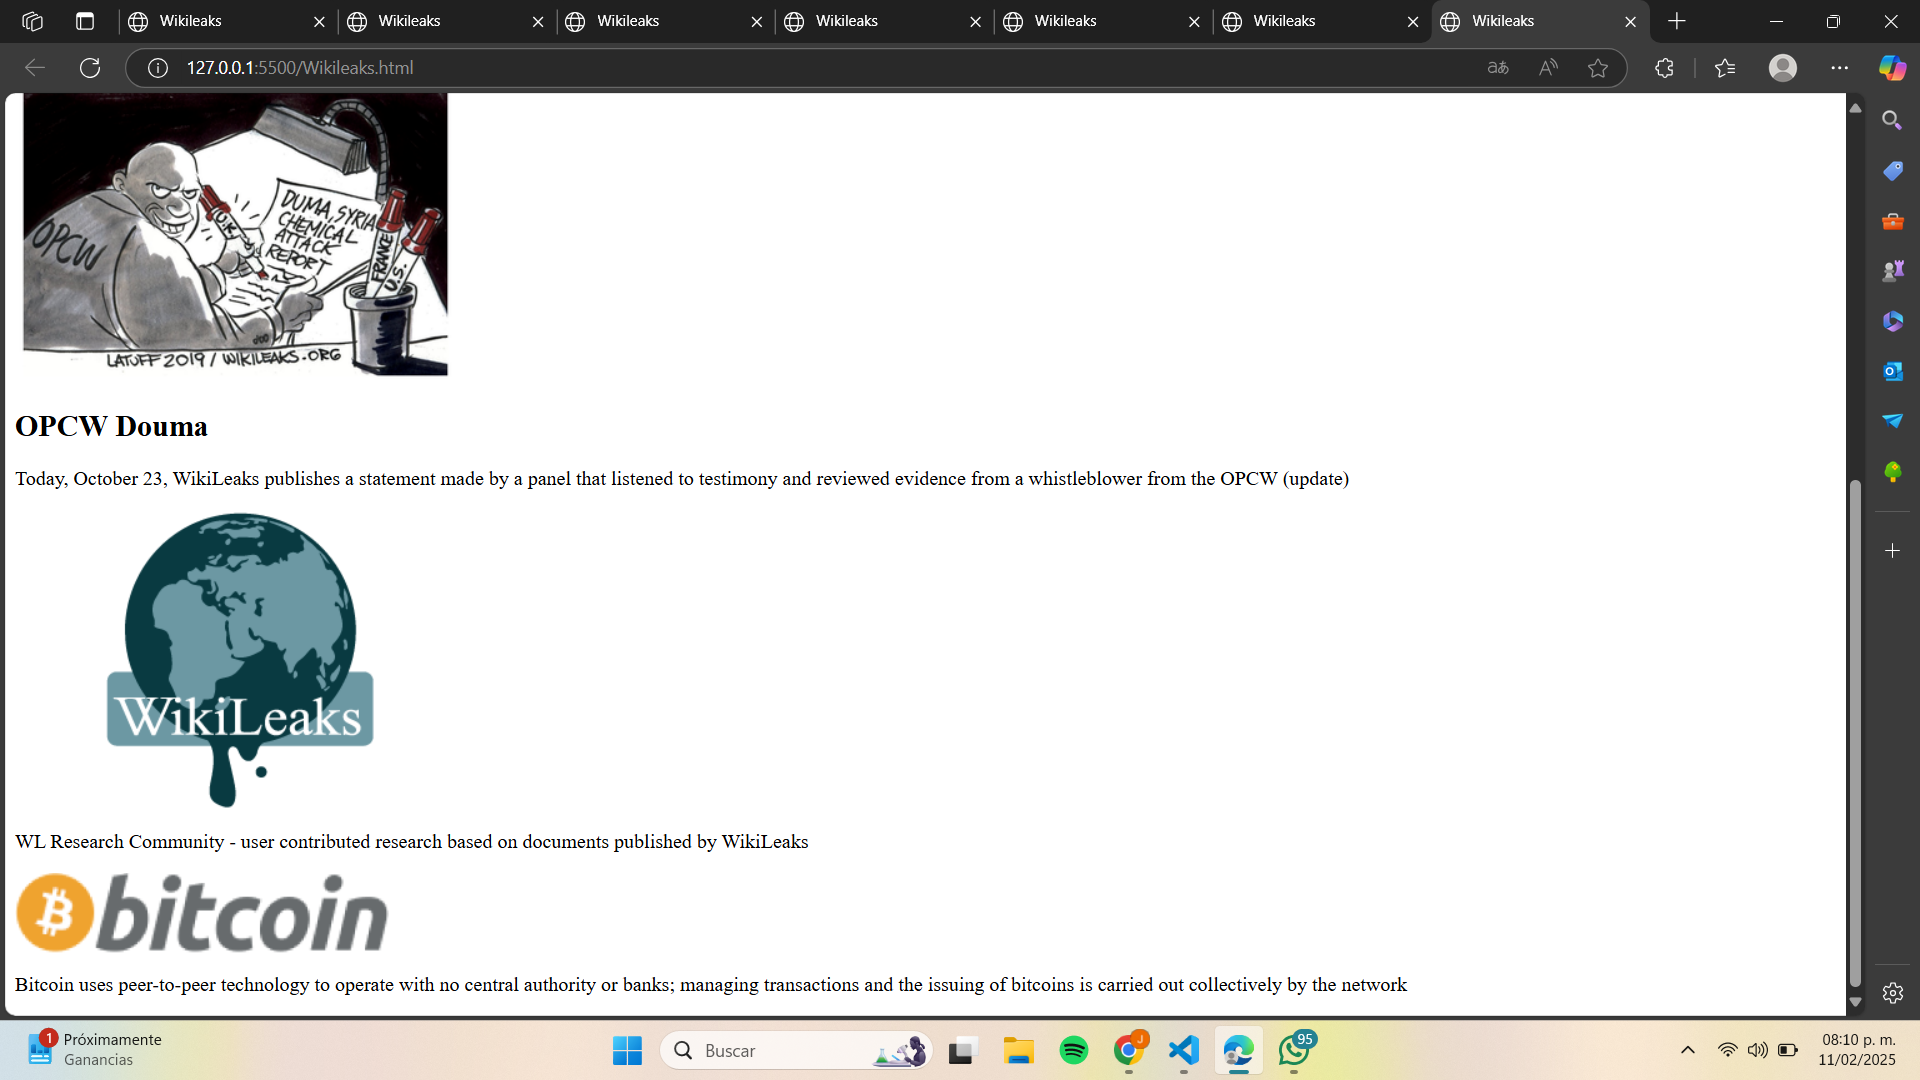 Wikileaks Wikileaks Wikileaks Wikileaks Wikileaks Wikileaks Wikileaks
127.0.0.1:5500/Wikileaks.html
OPCW
U.K.
DUMA, SYRIA
CHEMICAL
ATTACK
REPORT
FRANCE
U.S.
LATUFF 2019 / WIKILEAKS.ORG
OPCW Douma
Today, October 23, WikiLeaks publishes a statement made by a panel that listened to testimony and reviewed evidence from a whistleblower from the OPCW (update)
WikiLeaks
WL Research Community - user contributed research based on documents published by WikiLeaks
bitcoin
Bitcoin uses peer-to-peer technology to operate with no central authority or banks; managing transactions and the issuing of bitcoins is carried out collectively by the network
1
Próximamente
Ganancias
Buscar
J
95
08:10 p. m.
11/02/2025